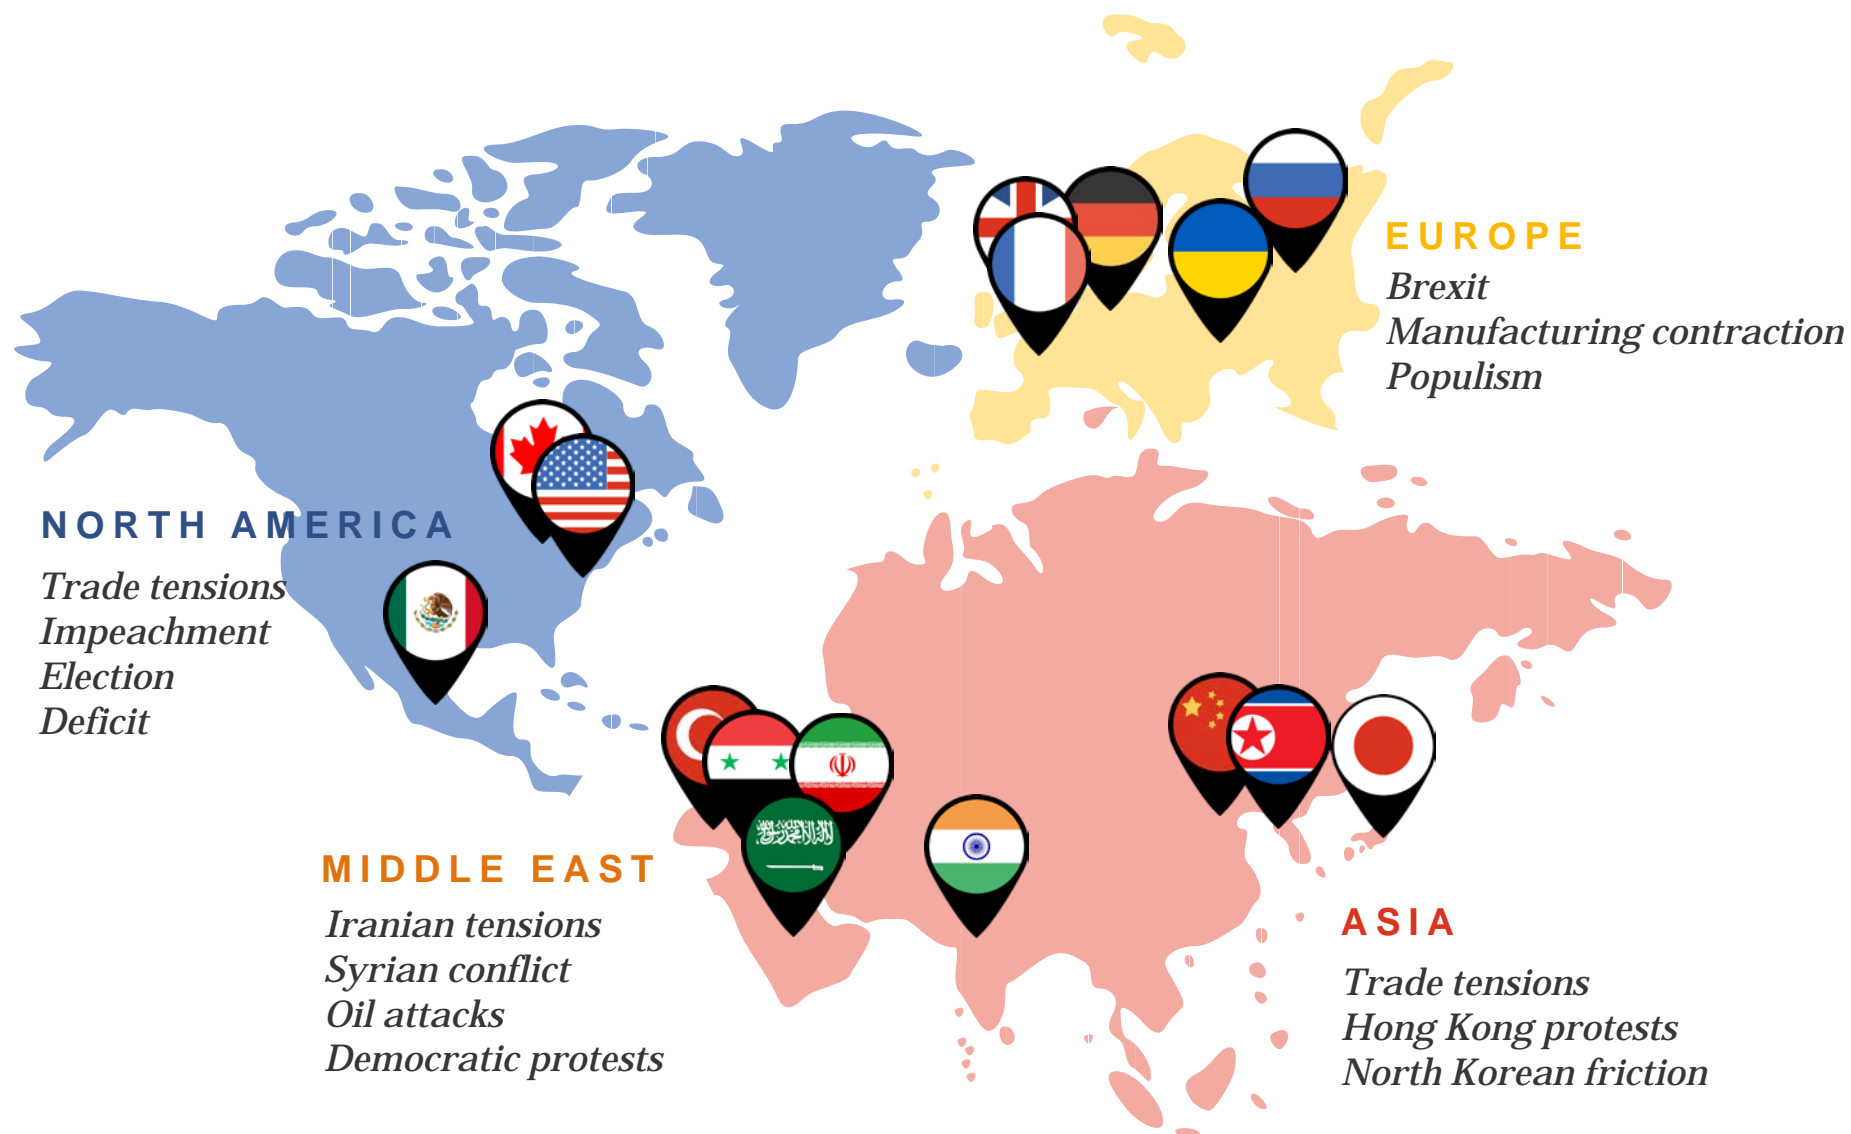 EUROPE
Brexit
Manufacturing contraction
Populism
NORTH AMERICA
Trade tensions
Impeachment
Election
Deficit
MIDDLE EAST
Iranian tensions
Syrian conflict
Oil attacks
Democratic protests
ASIA
Trade tensions
Hong Kong protests
North Korean friction